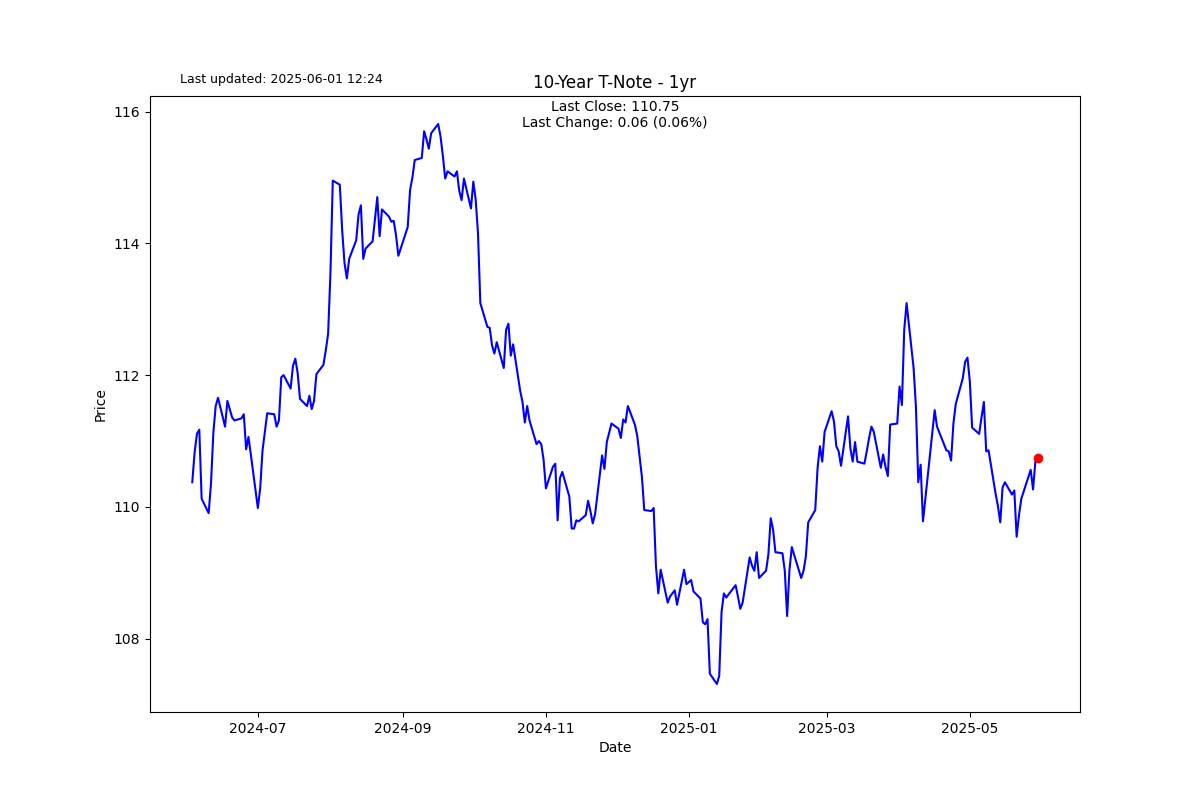 Last updated: 2025-06-01 12:24
10-Year T-Note - 1yr
Last Close: 110.75
Last Change: 0.06 (0.06%)
116
114
112
110
108
Price
2024-07
2024-09
2024-11
2025-01
2025-03
2025-05
Date